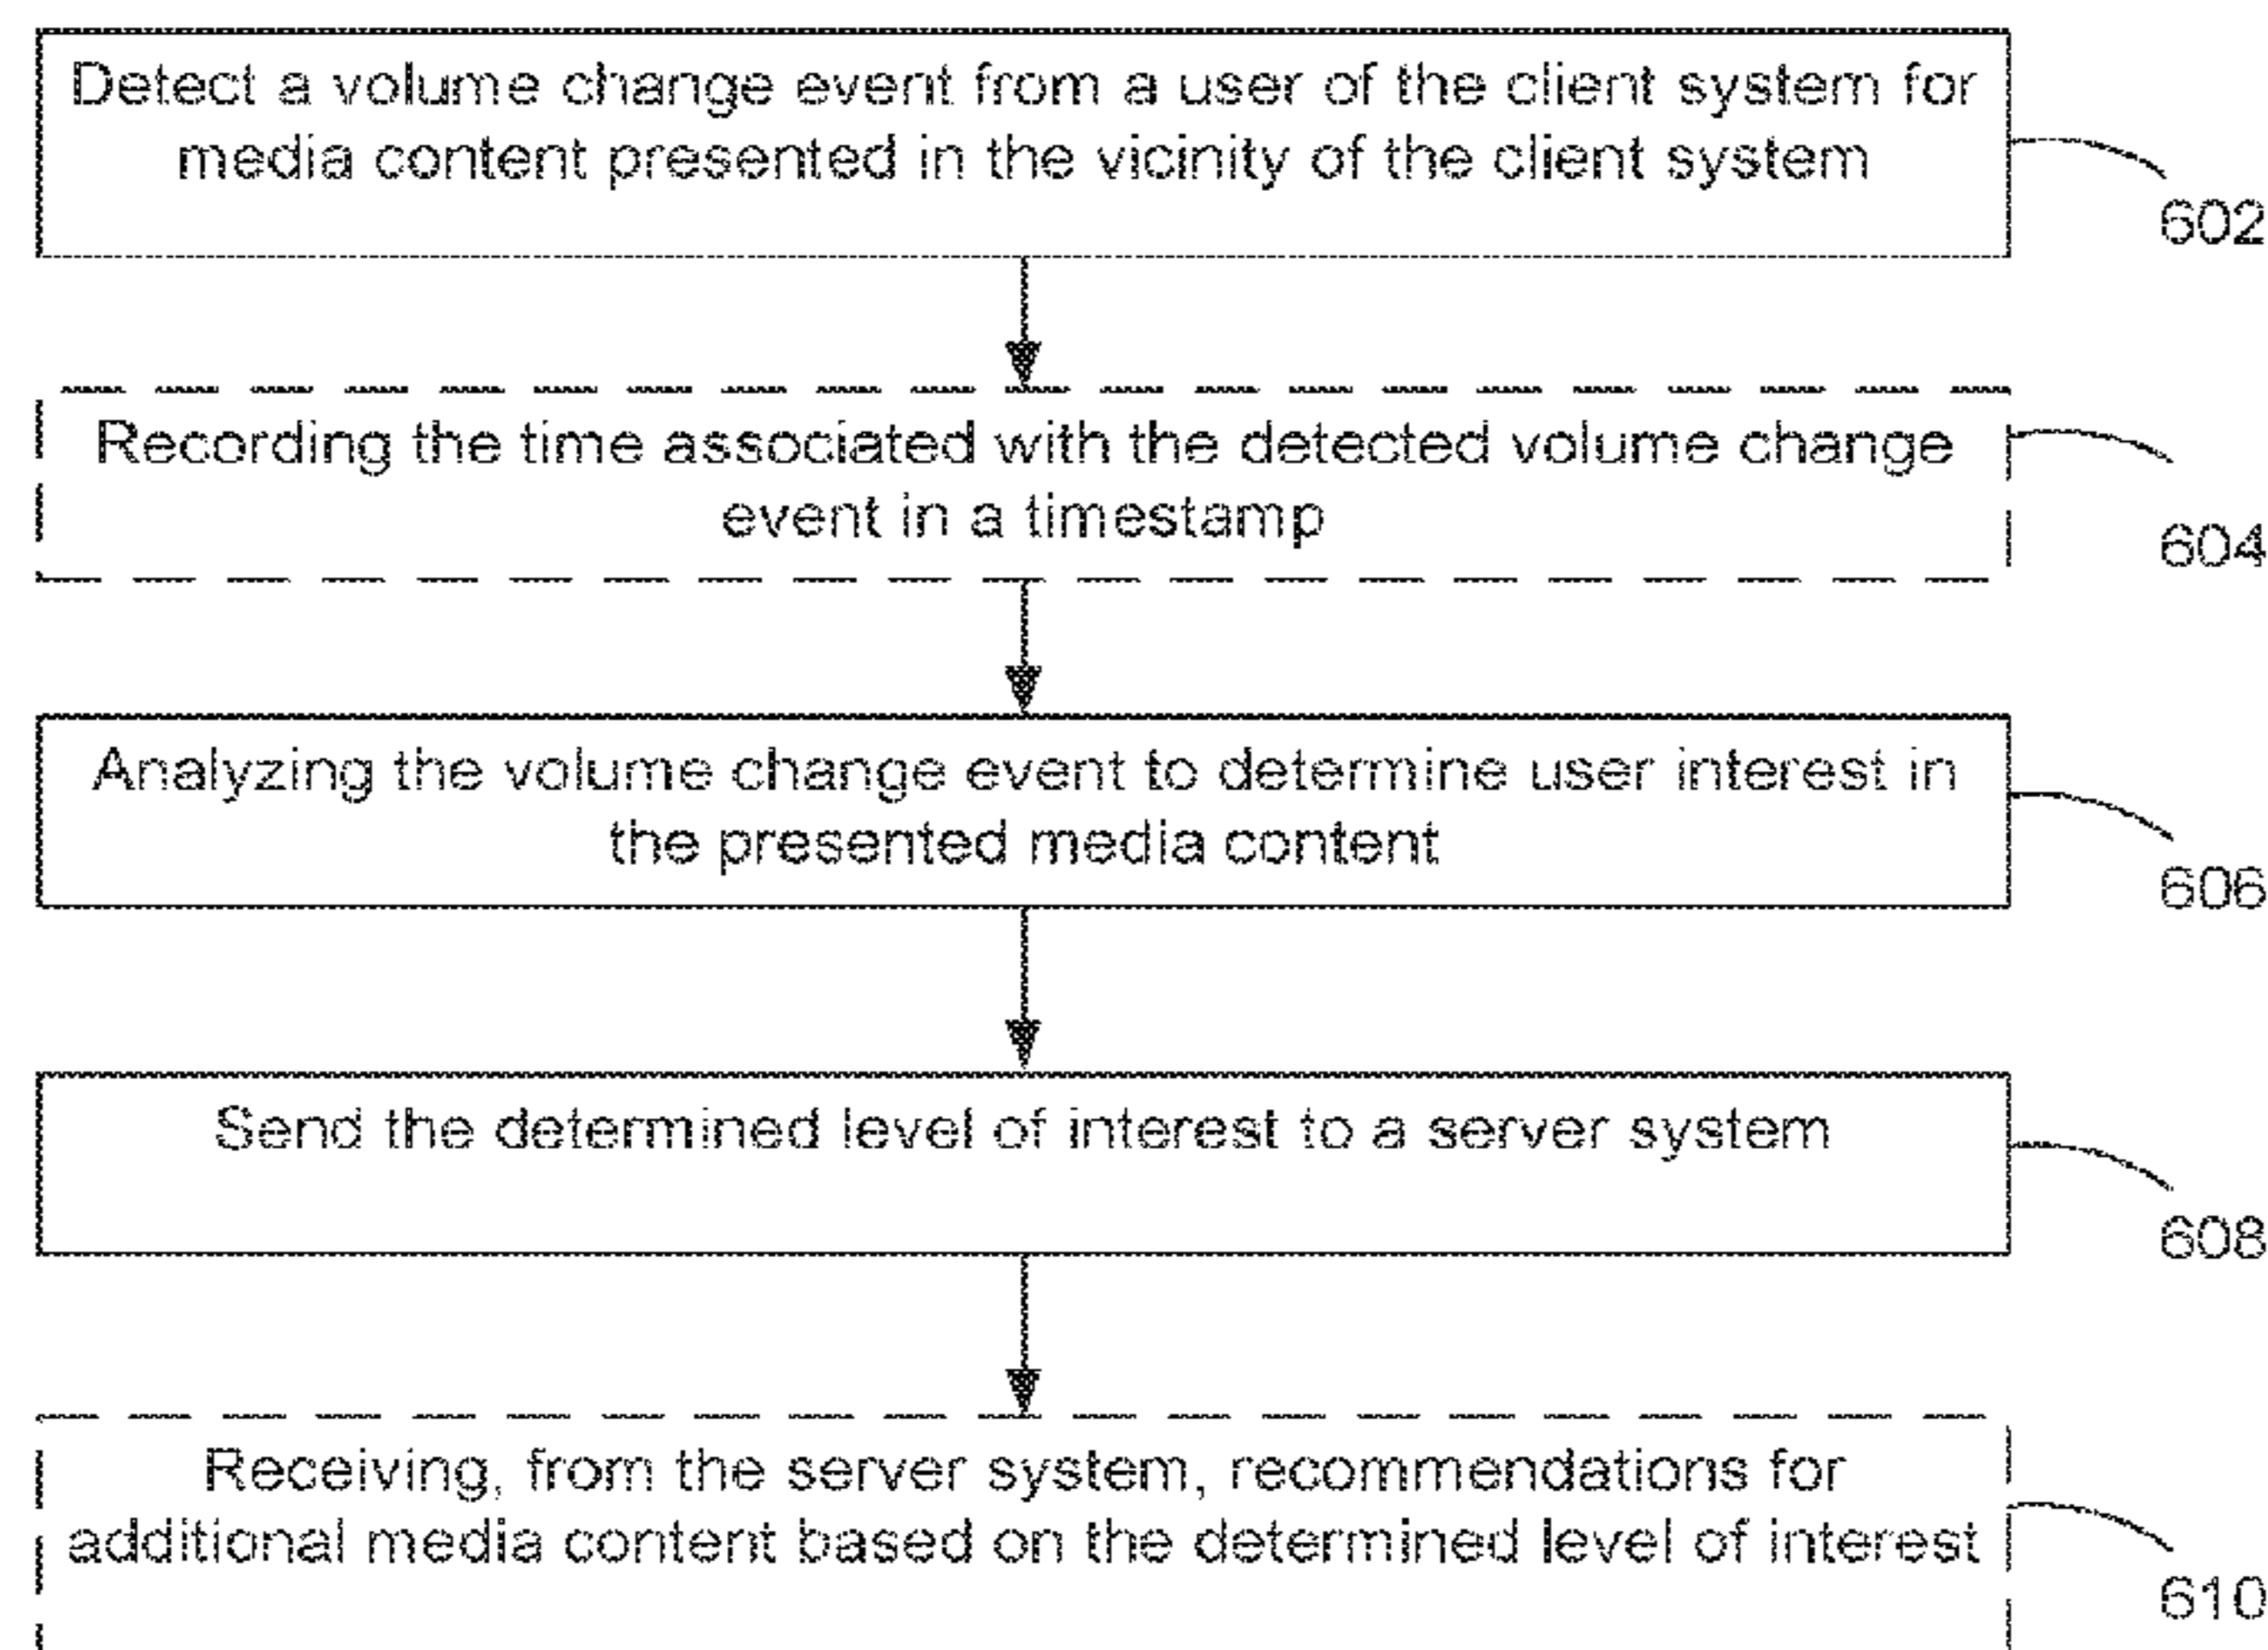 Detect a volume change event from a user of the client system for
media content presented in the vicinity of the client system
602
Recording the time associated with the detected volume change
event in a timestamp
604
Analyzing the volume change event to determine user interest in
the presented media content
606
Send the determined level of interest to a server system
608
Receiving, from the server system, recommendations for
additional media content based on the determined level of interest
610